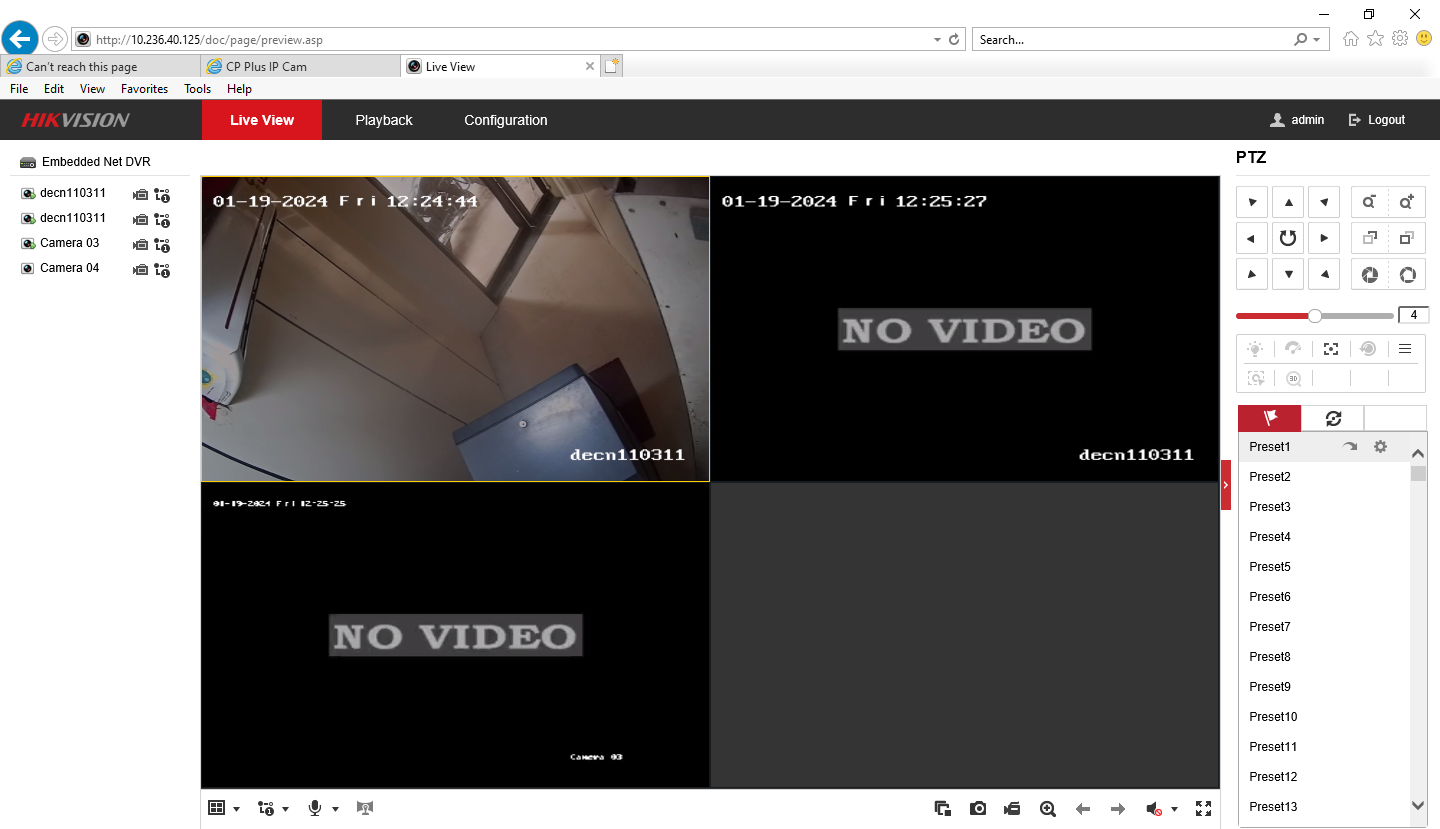 http://10.236.40.125/doc/page/preview.asp
Search...
Can't reach this page
CP Plus IP Cam
Live View
File Edit View Favorites Tools Help
HIKVISION
Live View
Playback
Configuration
admin
Logout
Embedded Net DVR
decn110311
decn110311
Camera 03
Camera 04
01-19-2024 Fri 12:24:44
decn110311
01-19-2024 Fri 12:25:27
NO VIDEO
decn110311
01-19-2024 Fri 12:25:25
NO VIDEO
Camera 03
PTZ
4
3D
Preset1
Preset2
Preset3
Preset4
Preset5
Preset6
Preset7
Preset8
Preset9
Preset10
Preset11
Preset12
Preset13